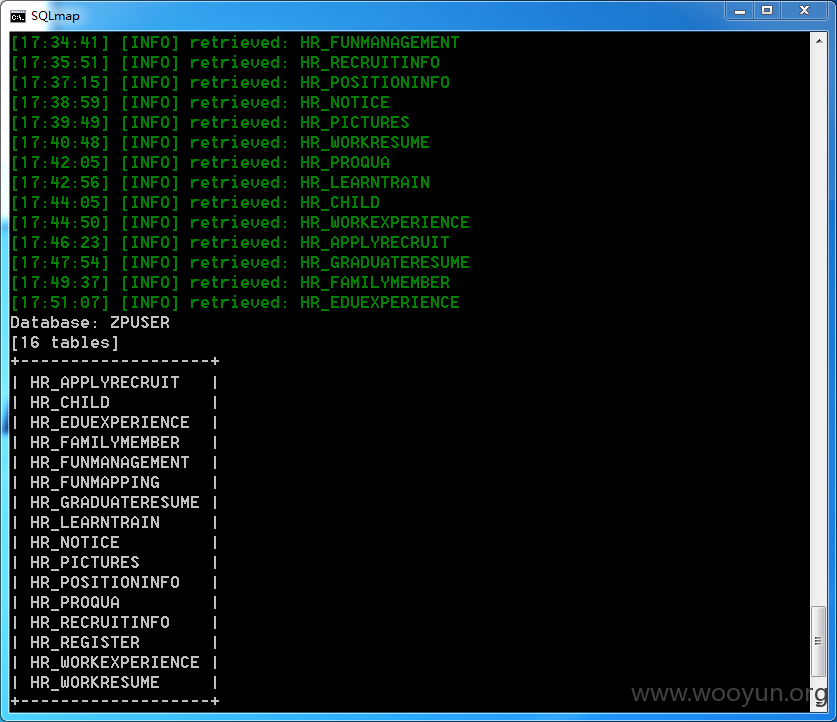 SQLmap
[17:34:41] [INFO] retrieved: HR_FUNMANAGEMENT
[17:35:51] [INFO] retrieved: HR_RECRUITINFO
[17:37:15] [INFO] retrieved: HR_POSITIONINFO
[17:38:59] [INFO] retrieved: HR_NOTICE
[17:39:49] [INFO] retrieved: HR_PICTURES
[17:40:48] [INFO] retrieved: HR_WORKRESUME
[17:42:05] [INFO] retrieved: HR_PROQUA
[17:42:56] [INFO] retrieved: HR_LEARNTRAIN
[17:44:05] [INFO] retrieved: HR_CHILD
[17:44:50] [INFO] retrieved: HR_WORKEXPERIENCE
[17:46:23] [INFO] retrieved: HR_APPLYRECRUIT
[17:47:54] [INFO] retrieved: HR_GRADUATERESUME
[17:49:37] [INFO] retrieved: HR_FAMILYMEMBER
[17:51:07] [INFO] retrieved: HR_EDUEXPERIENCE
Database: ZPUSER
[16 tables]
+-------------------+
| HR_APPLYRECRUIT   |
| HR_CHILD          |
| HR_EDUEXPERIENCE  |
| HR_FAMILYMEMBER   |
| HR_FUNMANAGEMENT  |
| HR_FUNMAPPING     |
| HR_GRADUATERESUME |
| HR_LEARNTRAIN     |
| HR_NOTICE         |
| HR_PICTURES       |
| HR_POSITIONINFO   |
| HR_PROQUA         |
| HR_RECRUITINFO    |
| HR_REGISTER       |
| HR_WORKEXPERIENCE |
| HR_WORKRESUME     |
+-------------------+
www.wooyun.org